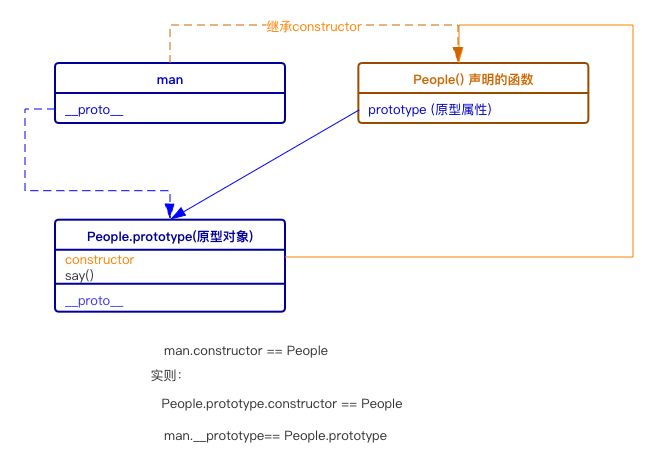 继承constructor
man
__proto__
People() 声明的函数
prototype (原型属性)
People.prototype(原型对象)
constructor
say()
__proto__
man.constructor == People
实则：
People.prototype.constructor == People
man.__prototype== People.prototype